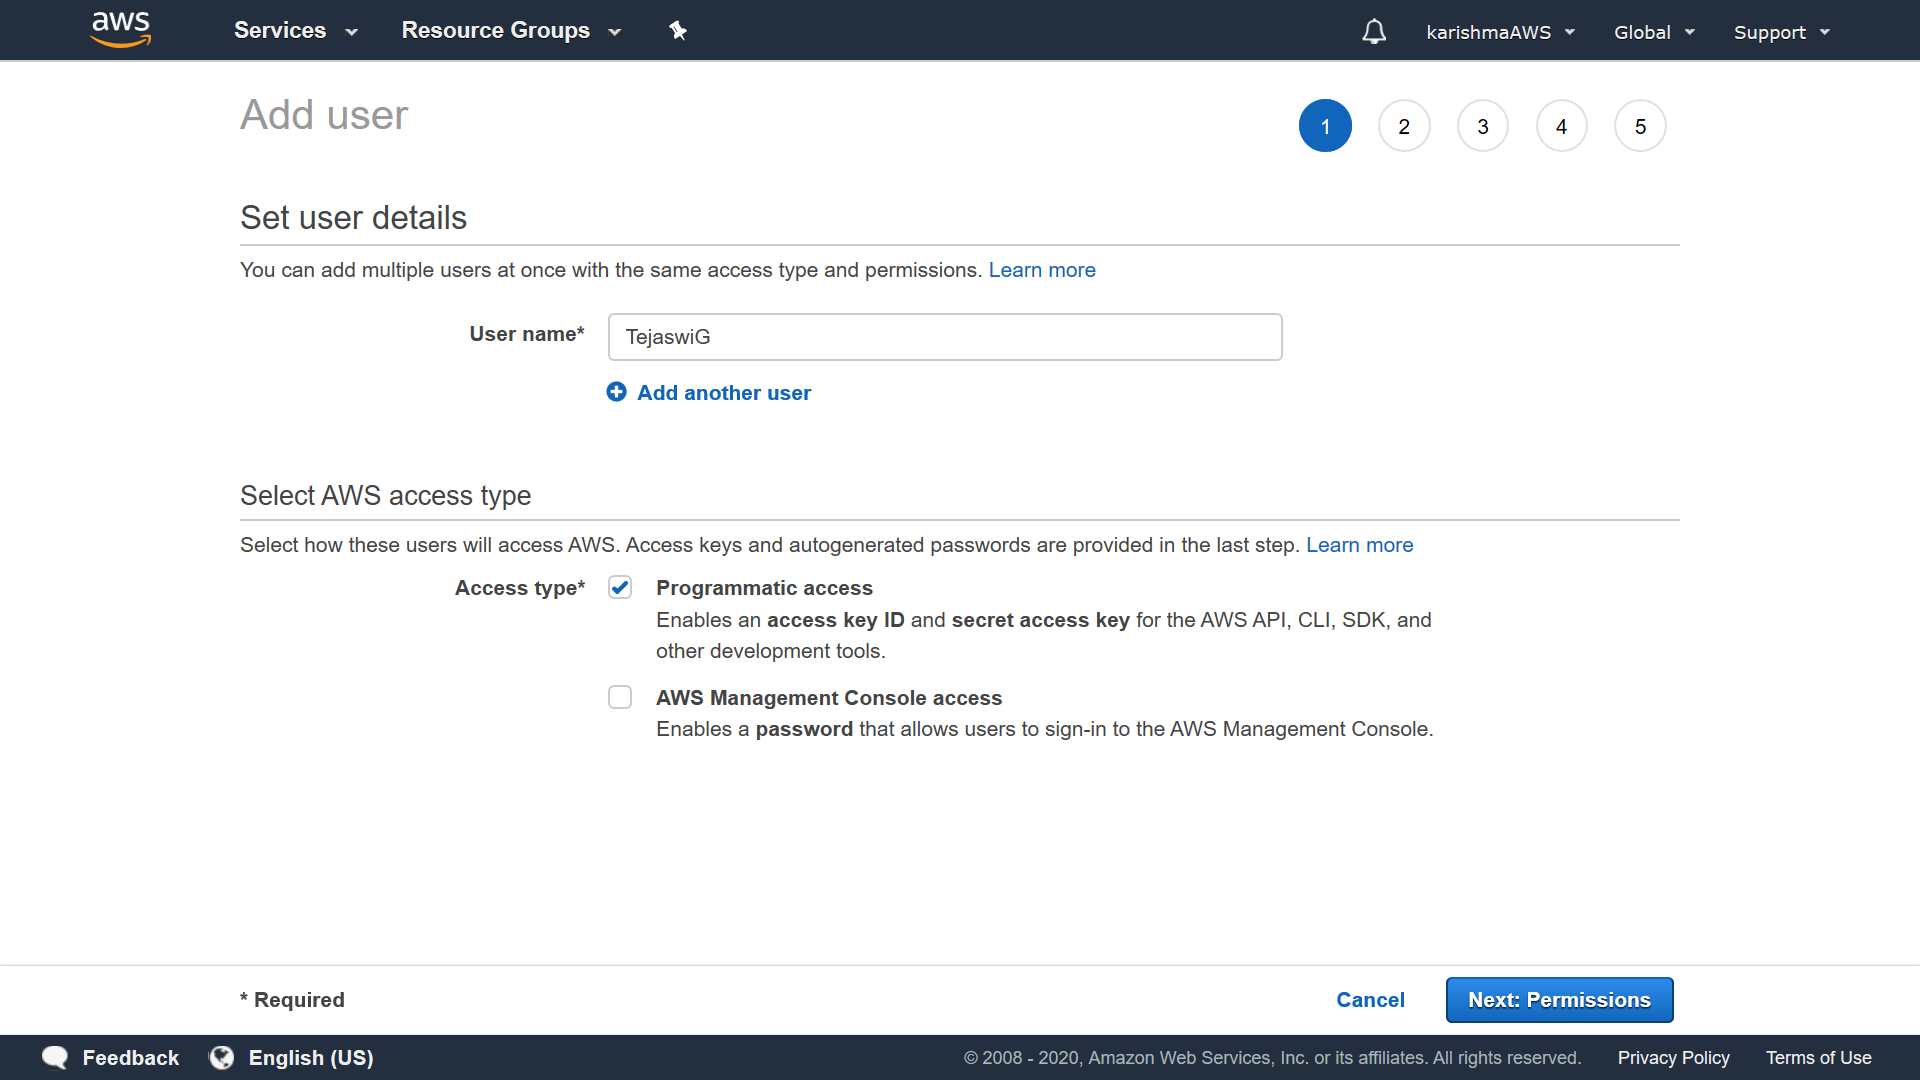 aws Services Resource Groups karishmaAWS Global Support
Add user
1 2 3 4 5
Set user details
You can add multiple users at once with the same access type and permissions. Learn more
User name* TejaswiG
Add another user
Select AWS access type
Select how these users will access AWS. Access keys and autogenerated passwords are provided in the last step. Learn more
Access type* Programmatic access
Enables an access key ID and secret access key for the AWS API, CLI, SDK, and
other development tools.
AWS Management Console access
Enables a password that allows users to sign-in to the AWS Management Console.
* Required Cancel Next: Permissions
Feedback English (US) © 2008 - 2020, Amazon Web Services, Inc. or its affiliates. All rights reserved. Privacy Policy Terms of Use